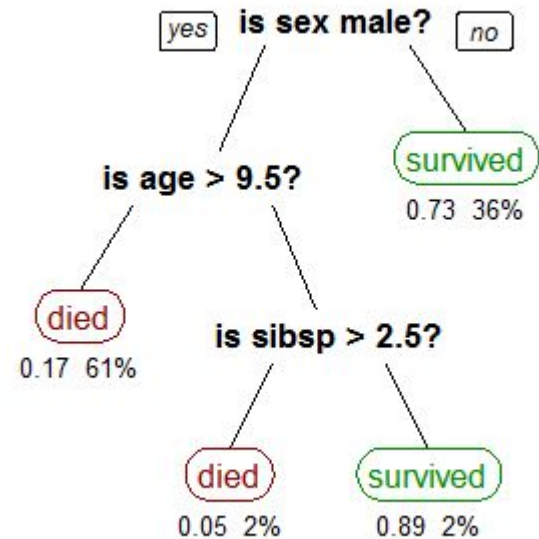 yes is sex male? no
survived
is age > 9.5?
0.73 36%
died
0.17 61%
is sibsp > 2.5?
died survived
0.05 2% 0.89 2%